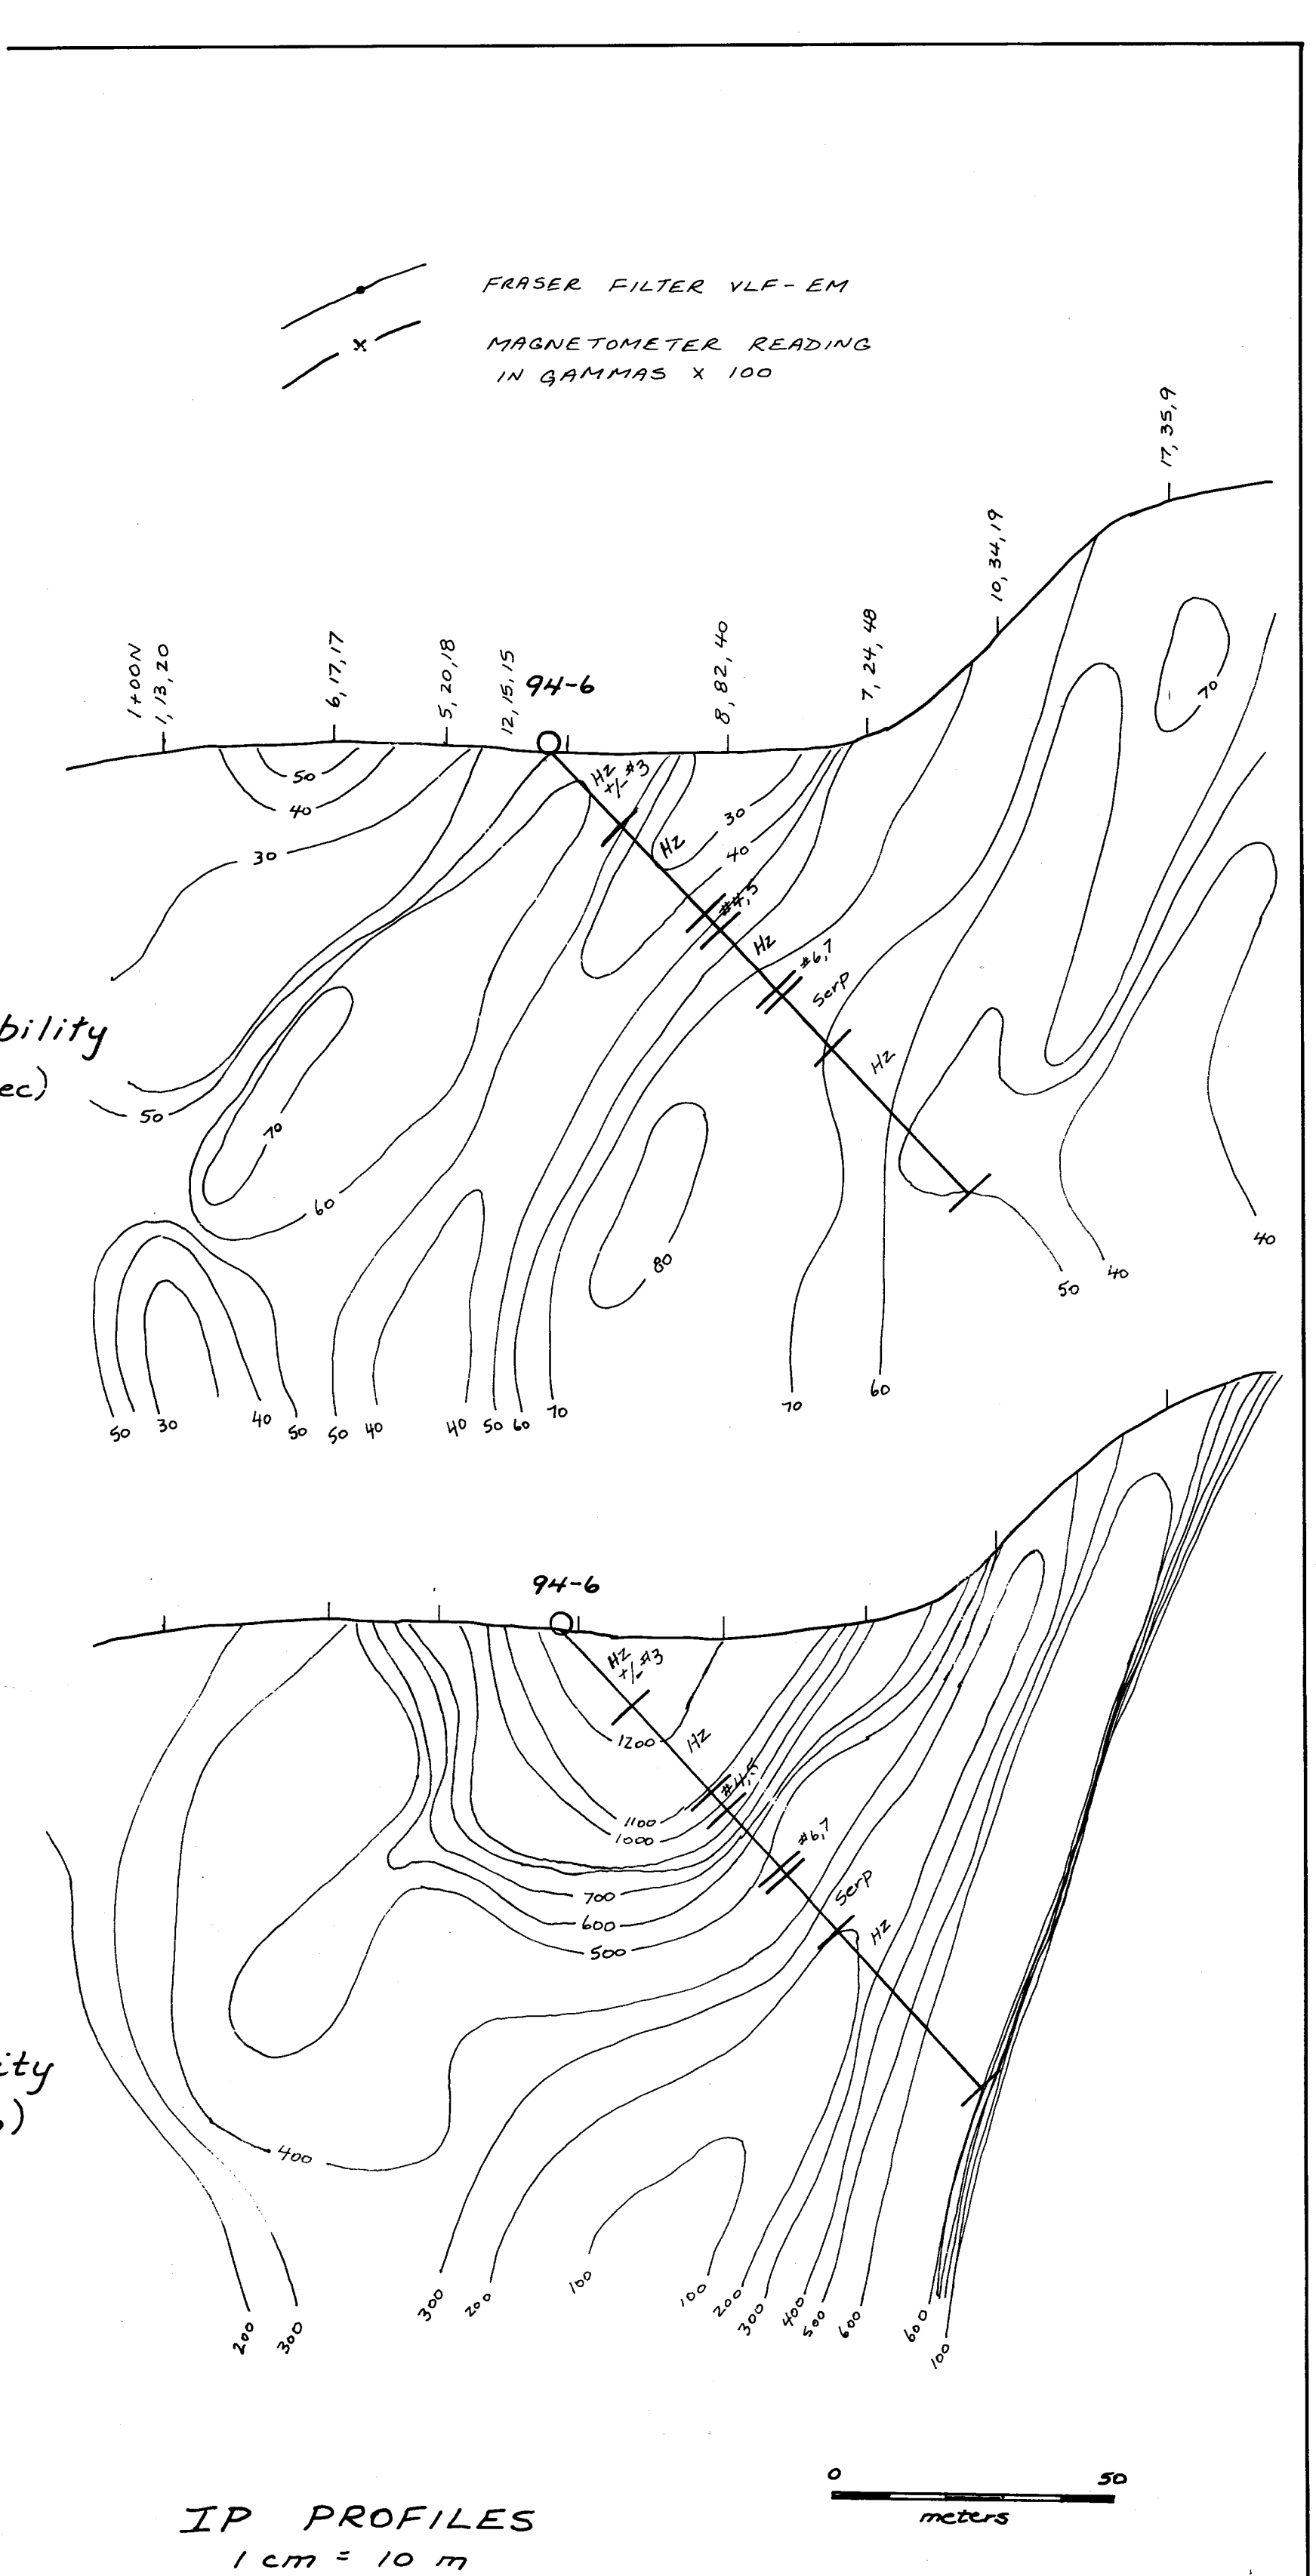 FRASER FILTER VLF-EM
MAGNETOMETER READING
IN GAMMAS X 100
17, 35, 9
10, 34, 19
7, 24, 48
8, 82, 40
12, 15, 15
5, 20, 18
6, 17, 17
1+00N
1, 13, 20
94-6
50
40
30
Hz
+/- #3
Hz
30
40
#4,5
Hz
#6,7
Serp
Hz
70
bility
ec)
50
70
60
80
50
30
40
50
50
40
40
50
60
70
70
60
50
40
40
94-6
Hz
+/- #3
1200
Hz
#4,5
1100
1000
#6,7
700
600
500
Serp
Hz
ity
)
400
200
300
300
200
100
100
200
300
400
500
600
600
100
0 50
meters
IP PROFILES
1 cm = 10 m